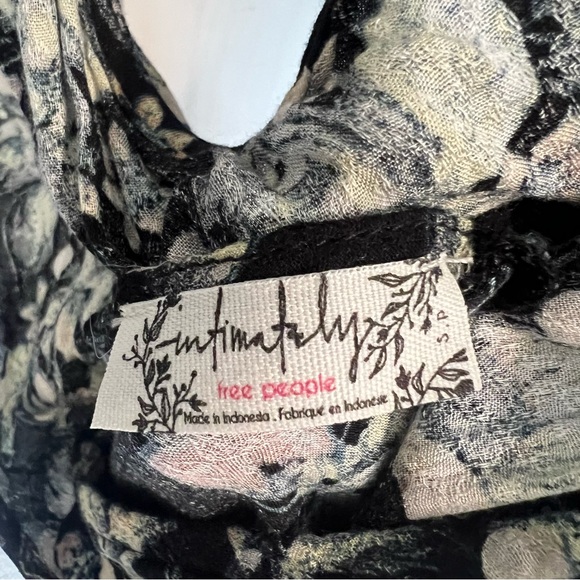 intimately
free people
Made in Indonesia . Fabriqué en Indonésie
S . P